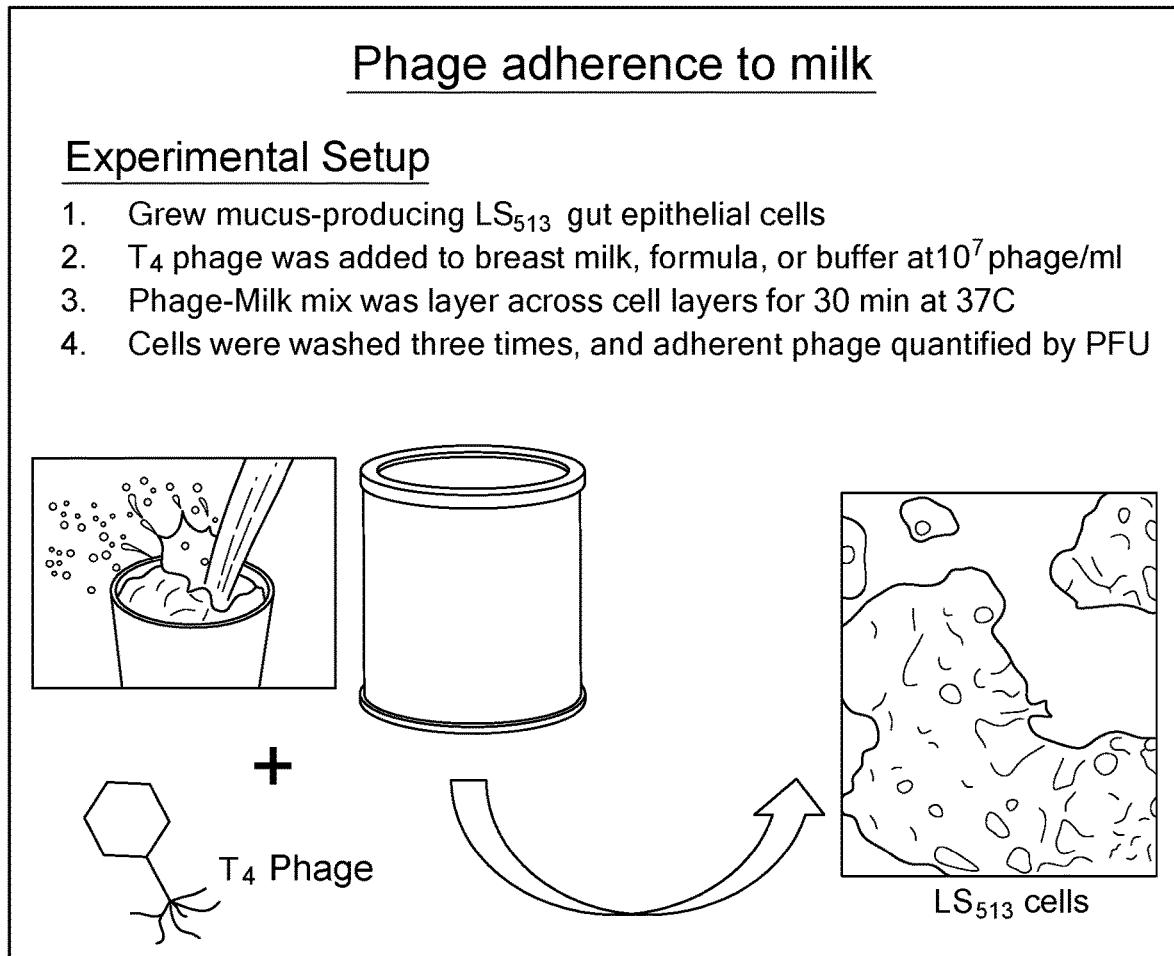 Phage adherence to milk
Experimental Setup
1. Grew mucus-producing LS₅₁₃ gut epithelial cells
2. T₄ phage was added to breast milk, formula, or buffer at10⁷ phage/ml
3. Phage-Milk mix was layer across cell layers for 30 min at 37C
4. Cells were washed three times, and adherent phage quantified by PFU
+
T₄ Phage
LS₅₁₃ cells